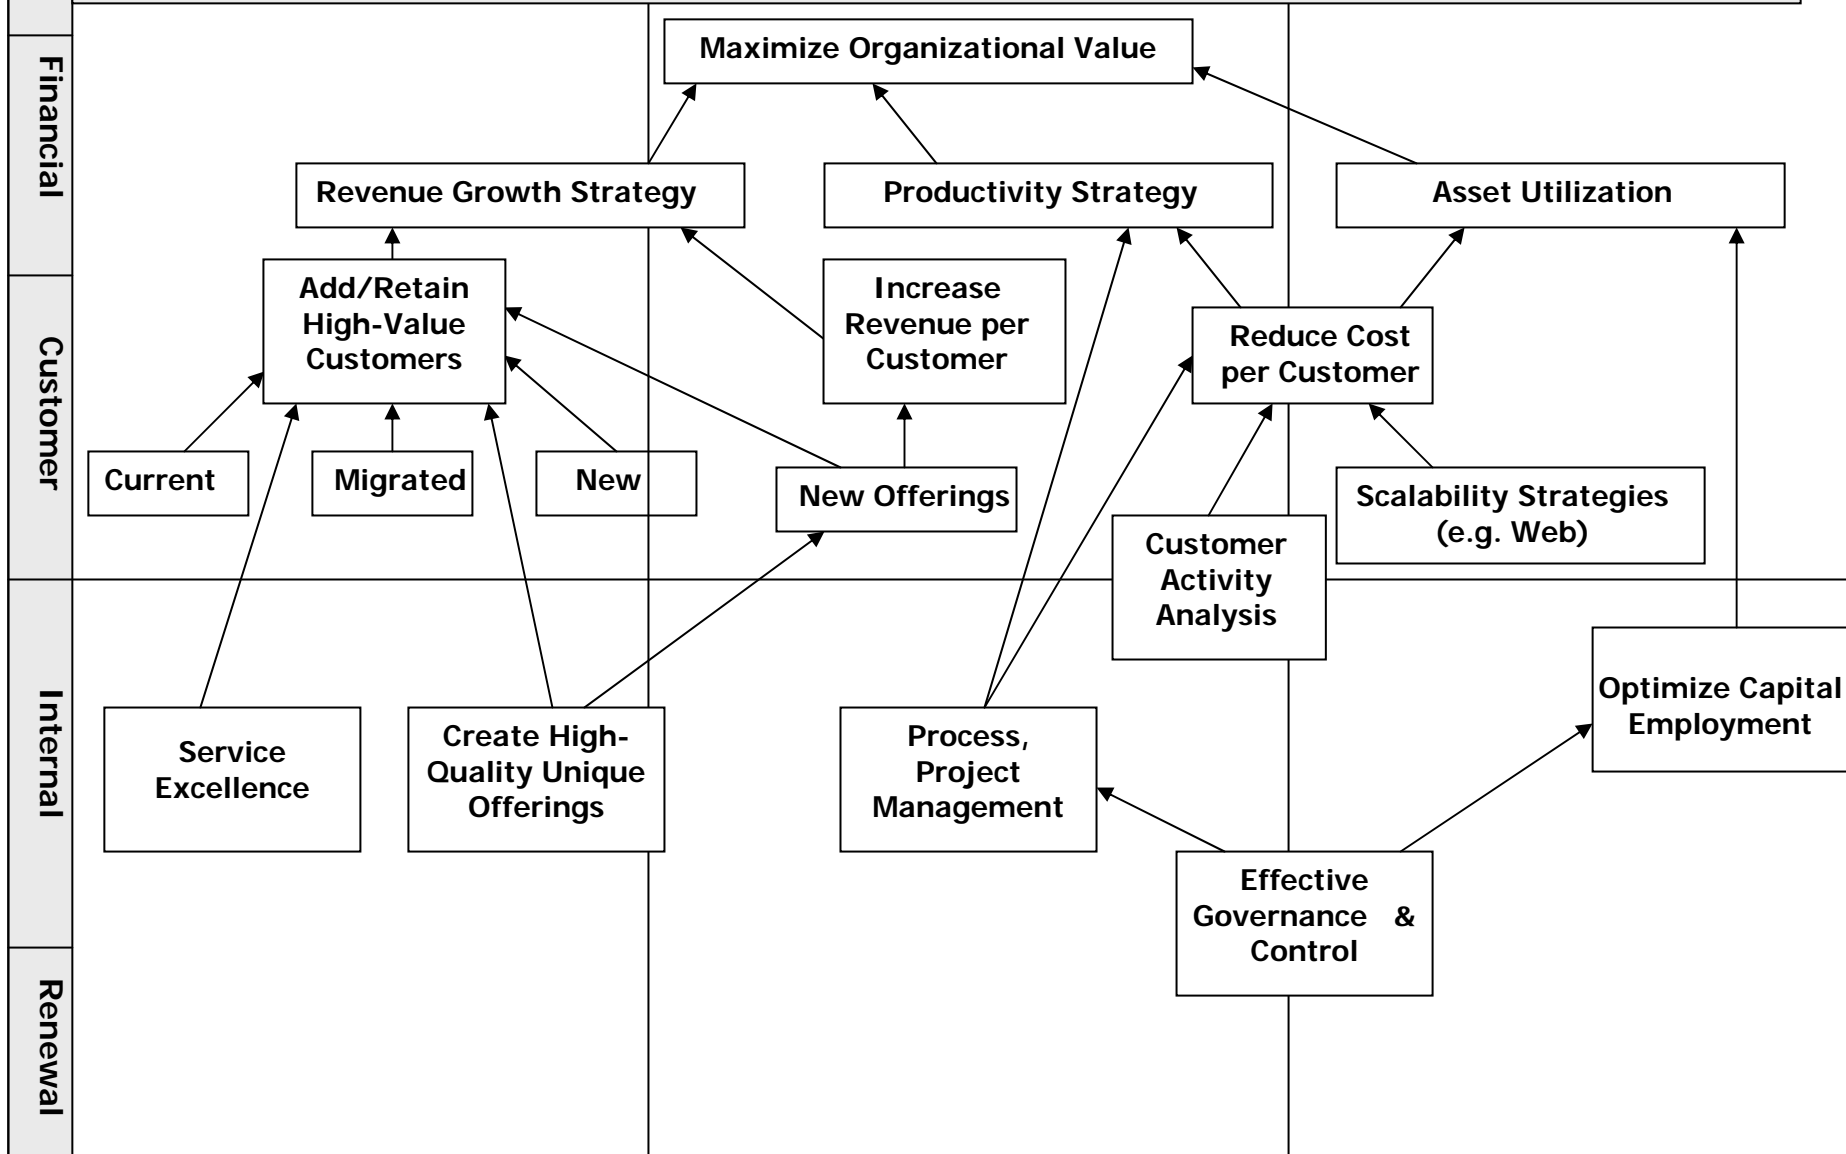 Financial
Maximize Organizational Value
Revenue Growth Strategy
Productivity Strategy
Asset Utilization
Customer
Add/Retain
High-Value
Customers
Increase
Revenue per
Customer
Reduce Cost
per Customer
Current
Migrated
New
New Offerings
Scalability Strategies
(e.g. Web)
Customer
Activity
Analysis
Internal
Service
Excellence
Create High-
Quality Unique
Offerings
Process,
Project
Management
Optimize Capital
Employment
Effective
Governance &
Control
Renewal